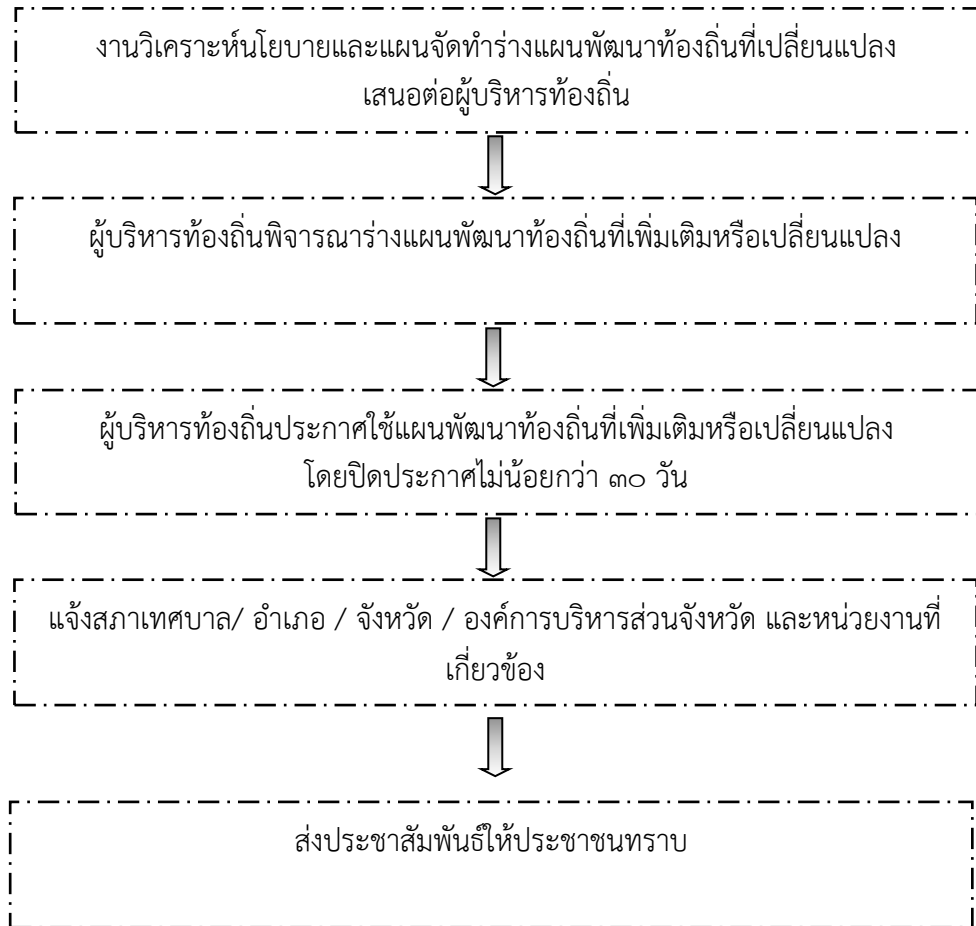 งานวิเคราะห์นโยบายและแผนจัดทำร่างแผนพัฒนาท้องถิ่นที่เปลี่ยนแปลง
เสนอต่อผู้บริหารท้องถิ่น
ผู้บริหารท้องถิ่นพิจารณาร่างแผนพัฒนาท้องถิ่นที่เพิ่มเติมหรือเปลี่ยนแปลง
ผู้บริหารท้องถิ่นประกาศใช้แผนพัฒนาท้องถิ่นที่เพิ่มเติมหรือเปลี่ยนแปลง
โดยปิดประกาศไม่น้อยกว่า ๓๐ วัน
แจ้งสภาเทศบาล/ อำเภอ / จังหวัด / องค์การบริหารส่วนจังหวัด และหน่วยงานที่
เกี่ยวข้อง
ส่งประชาสัมพันธ์ให้ประชาชนทราบ